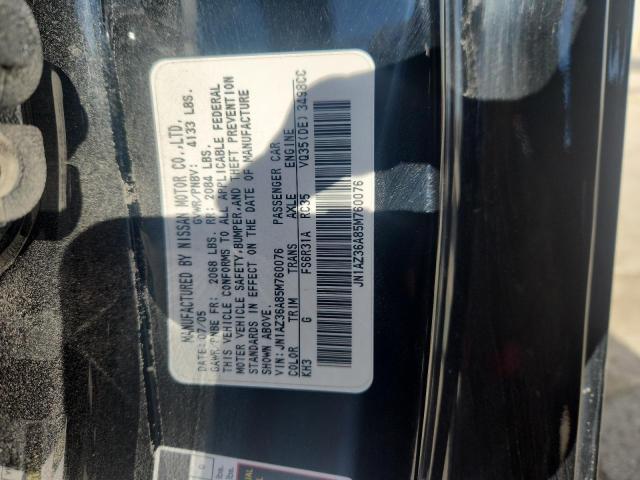 MANUFACTURED BY NISSAN MOTOR CO.,LTD.
DATE: 07/05 GVWR/PNBV: 4133 LBS.
GAWR/PNBE FR: 2068 LBS. RR: 2084 LBS.
THIS VEHICLE CONFORMS TO ALL APPLICABLE FEDERAL
MOTOR VEHICLE SAFETY,BUMPER,AND THEFT PREVENTION
STANDARDS IN EFFECT ON THE DATE OF MANUFACTURE
SHOWN ABOVE.
VIN: JN1AZ36A85M760076 PASSENGER CAR
COLOR TRIM TRANS AXLE ENGINE
KH3 G FS6R31A RC35 VQ35(DE) 3498CC
JN1AZ36A85M760076